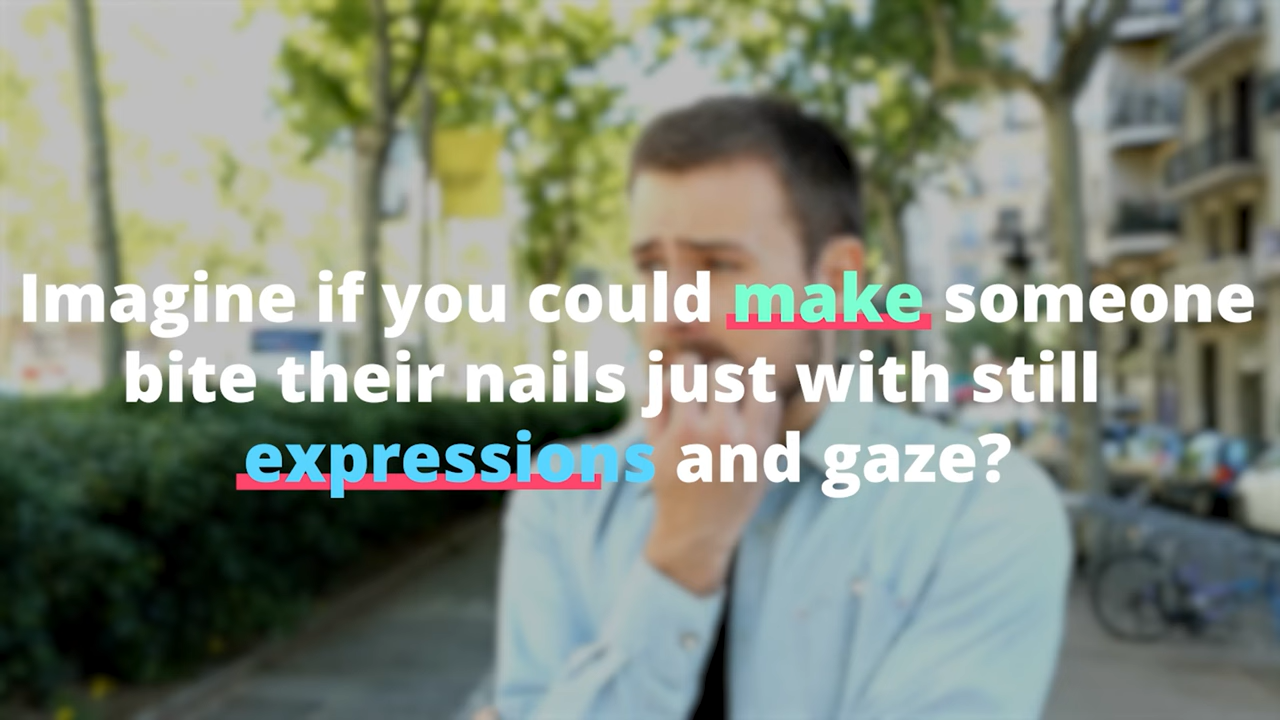 Imagine if you could make someone
bite their nails just with still
expressions and gaze?